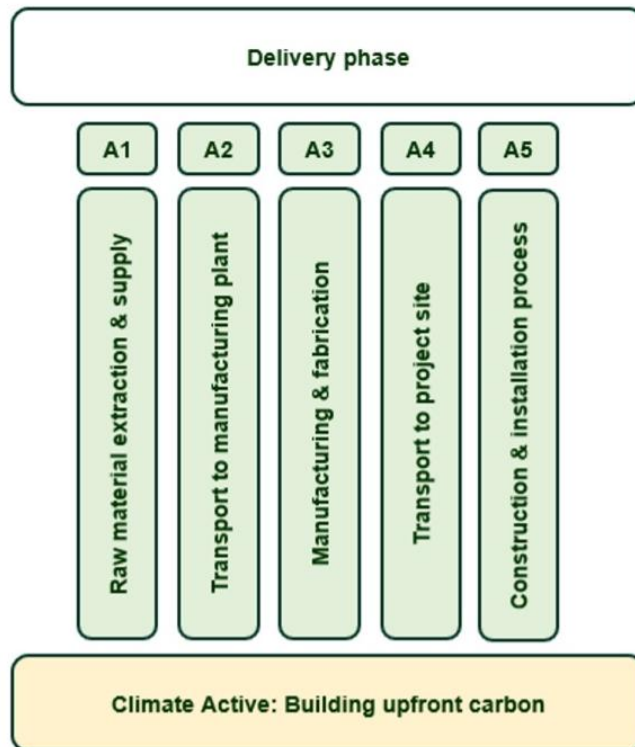 Delivery phase
A1
A2
A3
A4
A5
Raw material extraction & supply
Transport to manufacturing plant
Manufacturing & fabrication
Transport to project site
Construction & installation process
Climate Active: Building upfront carbon